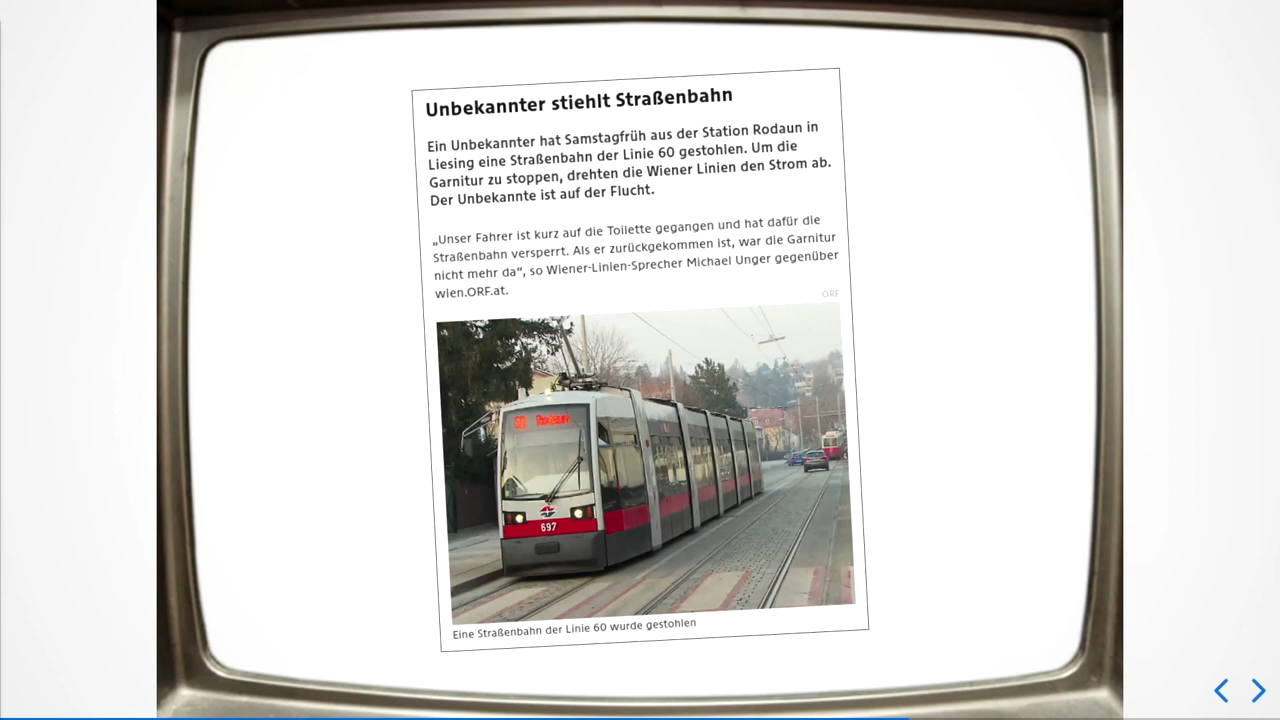 Unbekannter stiehlt Straßenbahn
Ein Unbekannter hat Samstagfrüh aus der Station Rodaun in
Liesing eine Straßenbahn der Linie 60 gestohlen. Um die
Garnitur zu stoppen, drehten die Wiener Linien den Strom ab.
Der Unbekannte ist auf der Flucht.
„Unser Fahrer ist kurz auf die Toilette gegangen und hat dafür die
Straßenbahn versperrt. Als er zurückgekommen ist, war die Garnitur
nicht mehr da“, so Wiener-Linien-Sprecher Michael Unger gegenüber
wien.ORF.at.
ORF
60 Rodaun
697
Eine Straßenbahn der Linie 60 wurde gestohlen